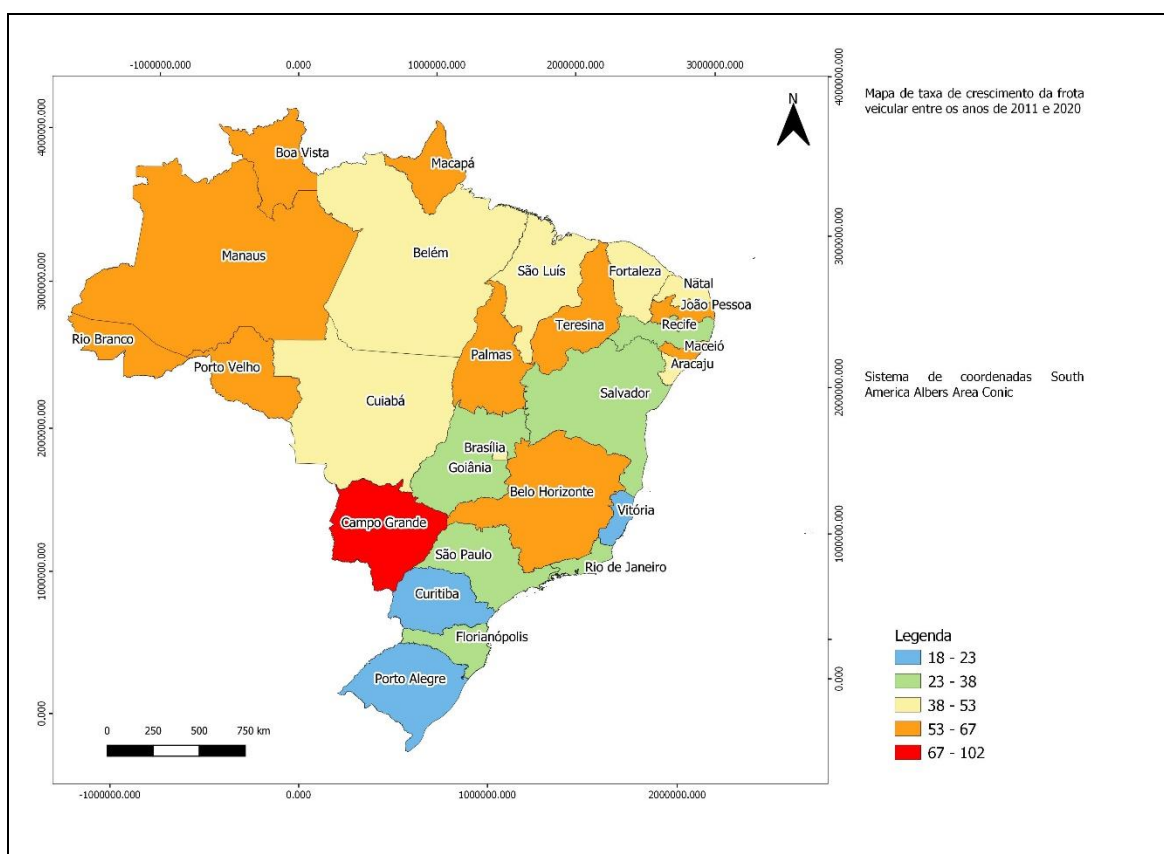 -1000000.000 0.000 1000000.000 2000000.000 3000000.000
4000000.000
4000000.000
Mapa de taxa de crescimento da frota
veicular entre os anos de 2011 e 2020
N
Boa Vista
Macapá
3000000.000
3000000.000
Manaus
Belém
São Luís
Fortaleza
Natal
João Pessoa
Recife
Teresina
Rio Branco
Porto Velho
Palmas
Maceió
Aracaju
2000000.000
Sistema de coordenadas South
America Albers Area Conic
Cuiabá
Salvador
2000000.000
Brasília
Goiânia
Belo Horizonte
Vitória
Campo Grande
1000000.000
São Paulo
Rio de Janeiro
1000000.000
Curitiba
Florianópolis
Porto Alegre
0.000
0.000
Legenda
18 - 23
23 - 38
38 - 53
53 - 67
67 - 102
0 250 500 750 km
-1000000.000 0.000 1000000.000 2000000.000